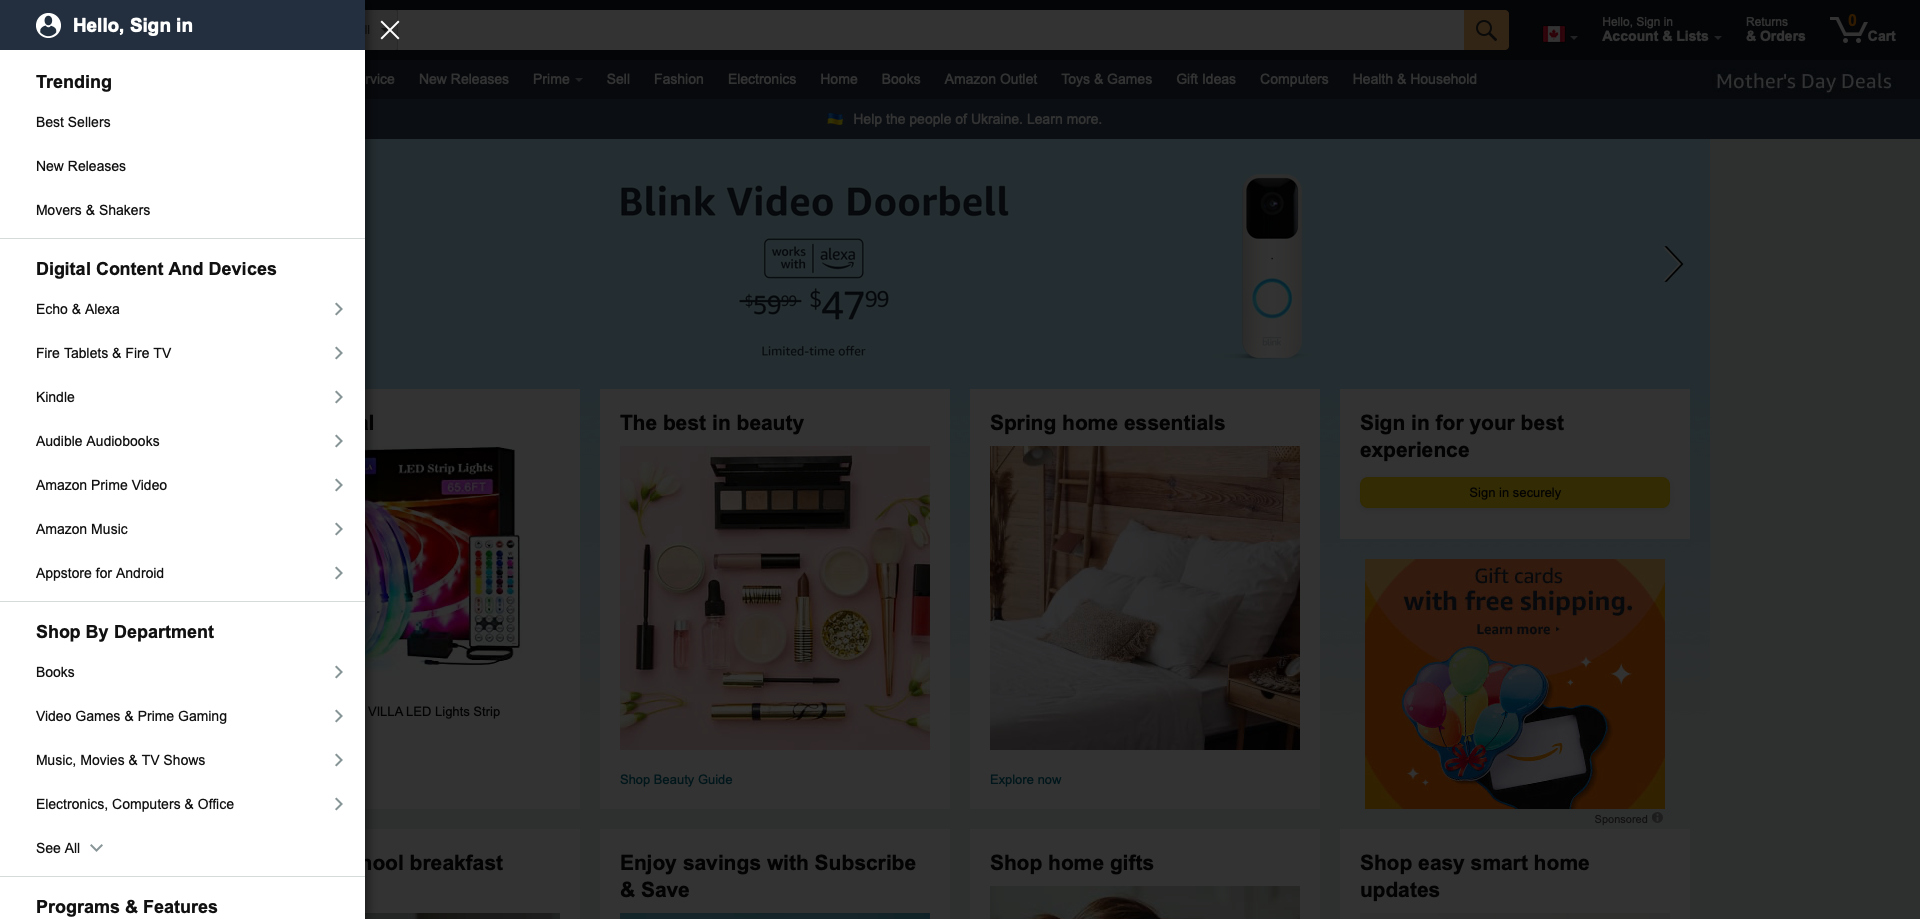 Hello, Sign in
Hello, Sign in
Account & Lists
Returns
& Orders
0
Cart
rvice
New Releases
Prime
Sell
Fashion
Electronics
Home
Books
Amazon Outlet
Toys & Games
Gift Ideas
Computers
Health & Household
Mother's Day Deals
Help the people of Ukraine. Learn more.
Trending
Best Sellers
New Releases
Movers & Shakers
Digital Content And Devices
Echo & Alexa
Fire Tablets & Fire TV
Kindle
Audible Audiobooks
Amazon Prime Video
Amazon Music
Appstore for Android
Shop By Department
Books
Video Games & Prime Gaming
Music, Movies & TV Shows
Electronics, Computers & Office
See All
Programs & Features
Blink Video Doorbell
works with alexa
$59.99 $47.99
Limited-time offer
LED Strip Lights
65.6FT
VILLA LED Lights Strip
The best in beauty
Shop Beauty Guide
Spring home essentials
Explore now
Sign in for your best
experience
Sign in securely
Gift cards
with free shipping.
Learn more ›
Sponsored
hool breakfast
Enjoy savings with Subscribe
& Save
Shop home gifts
Shop easy smart home
updates